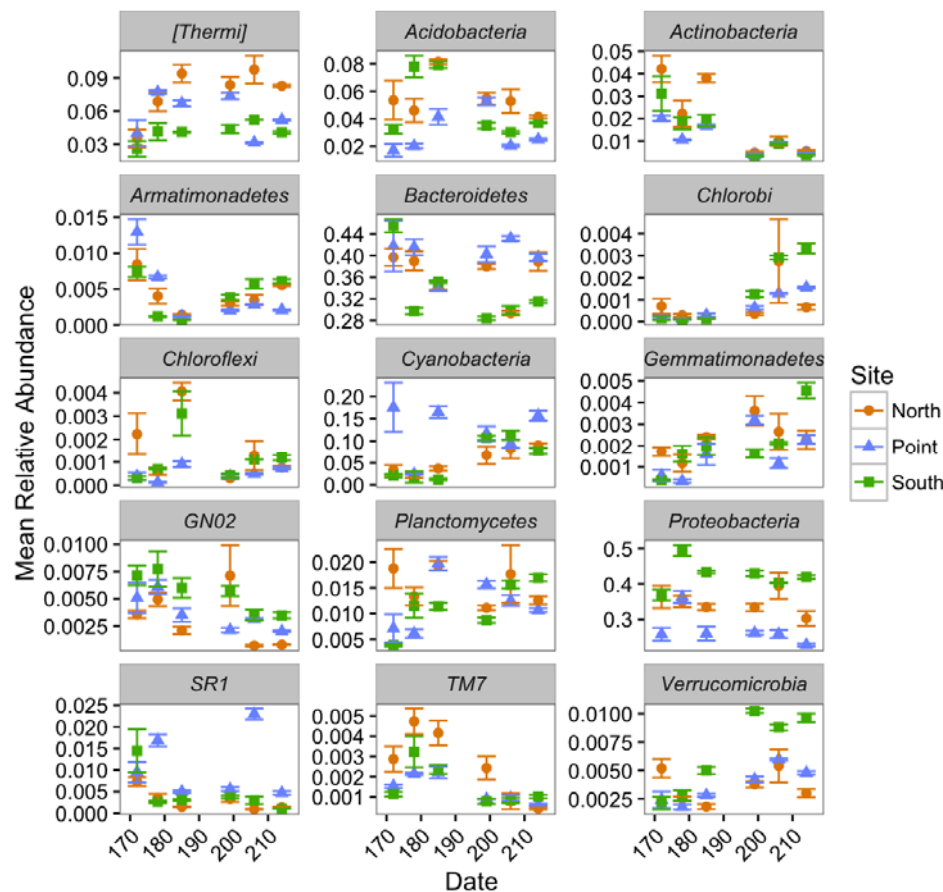 [Thermi] Acidobacteria Actinobacteria
0.09 0.06 0.03
0.08 0.06 0.04 0.02
0.05 0.04 0.03 0.02 0.01
Armatimonadetes Bacteroidetes Chlorobi
0.015 0.010 0.005 0.000
0.44 0.40 0.36 0.32 0.28
0.004 0.003 0.002 0.001 0.000
Chloroflexi Cyanobacteria Gemmatimonadetes
0.004 0.003 0.002 0.001 0.000
0.20 0.15 0.10 0.05 0.00
0.005 0.004 0.003 0.002 0.001
GN02 Planctomycetes Proteobacteria
0.0100 0.0075 0.0050 0.0025
0.020 0.015 0.010 0.005
0.5 0.4 0.3
SR1 TM7 Verrucomicrobia
0.025 0.020 0.015 0.010 0.005 0.000
0.005 0.004 0.003 0.002 0.001
0.0100 0.0075 0.0050 0.0025
170 180 190 200 210
170 180 190 200 210
170 180 190 200 210
Mean Relative Abundance
Date
Site
North
Point
South